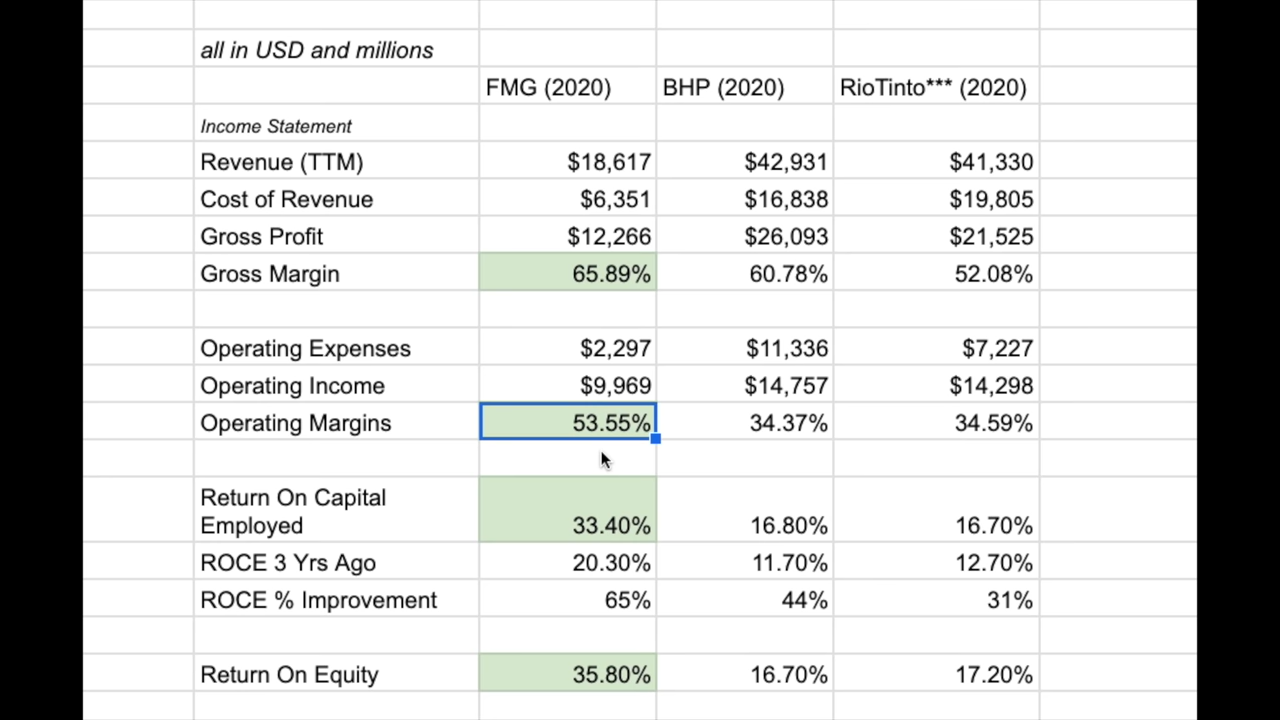 all in USD and millions
FMG (2020) BHP (2020) RioTinto*** (2020)
Income Statement
Revenue (TTM) $18,617 $42,931 $41,330
Cost of Revenue $6,351 $16,838 $19,805
Gross Profit $12,266 $26,093 $21,525
Gross Margin 65.89% 60.78% 52.08%
Operating Expenses $2,297 $11,336 $7,227
Operating Income $9,969 $14,757 $14,298
Operating Margins 53.55% 34.37% 34.59%
Return On Capital
Employed 33.40% 16.80% 16.70%
ROCE 3 Yrs Ago 20.30% 11.70% 12.70%
ROCE % Improvement 65% 44% 31%
Return On Equity 35.80% 16.70% 17.20%